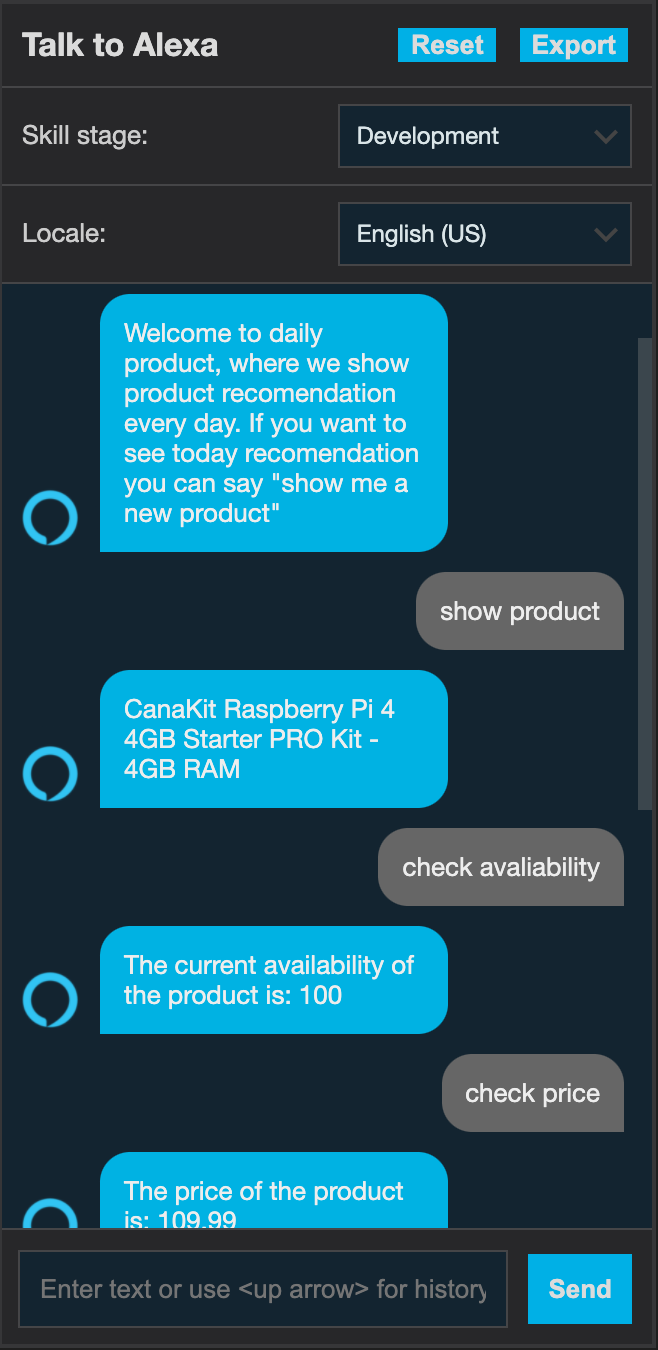 Talk to Alexa
Reset
Export
Skill stage:
Development
Locale:
English (US)
Welcome to daily
product, where we show
product recomendation
every day. If you want to
see today recomendation
you can say "show me a
new product"
show product
CanaKit Raspberry Pi 4
4GB Starter PRO Kit -
4GB RAM
check avaliability
The current availability of
the product is: 100
check price
The price of the product
is: 109.99
Enter text or use <up arrow> for history
Send